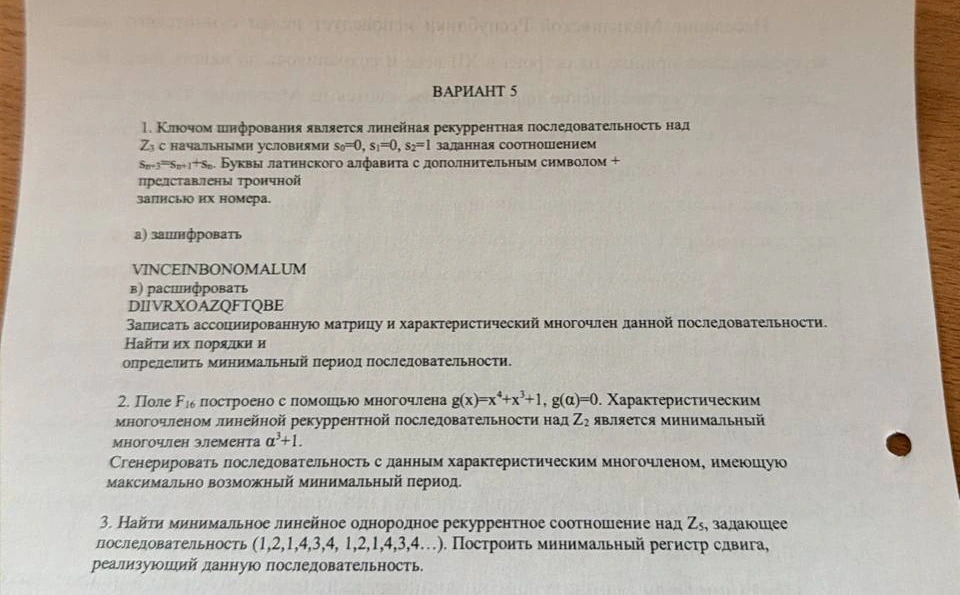 ВАРИАНТ 5
1. Ключом шифрования является линейная рекуррентная последовательность над
Z₃ с начальными условиями s₀=0, s₁=0, s₂=1 заданная соотношением
sₙ₊₃=sₙ₊₁+sₙ. Буквы латинского алфавита с дополнительным символом +
представлены троичной
записью их номера.
а) зашифровать
VINCEINBONOMALUM
в) расшифровать
DIIVRXOAZQFTQBE
Записать ассоциированную матрицу и характеристический многочлен данной последовательности.
Найти их порядки и
определить минимальный период последовательности.
2. Поле F₁₆ построено с помощью многочлена g(x)=x⁴+x³+1, g(α)=0. Характеристическим
многочленом линейной рекуррентной последовательности над Z₂ является минимальный
многочлен элемента α³+1.
Сгенерировать последовательность с данным характеристическим многочленом, имеющую
максимально возможный минимальный период.
3. Найти минимальное линейное однородное рекуррентное соотношение над Z₅, задающее
последовательность (1,2,1,4,3,4, 1,2,1,4,3,4…). Построить минимальный регистр сдвига,
реализующий данную последовательность.